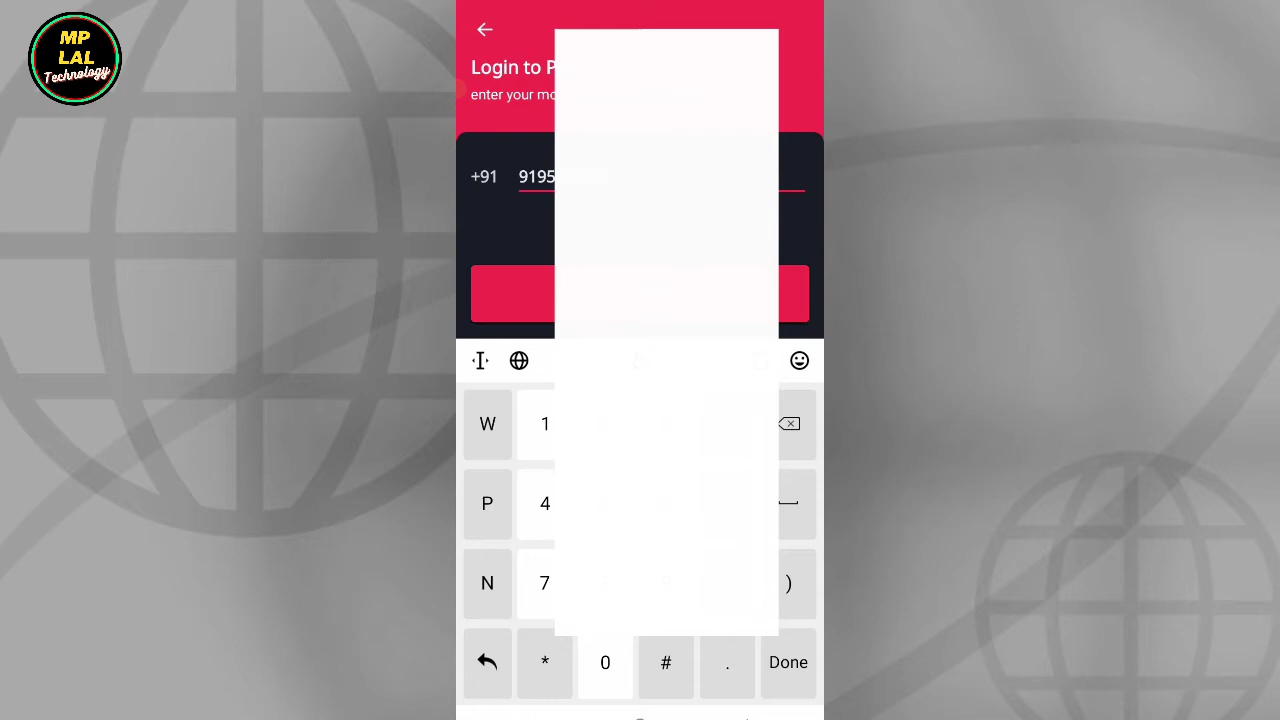 MP
LAL
Technology
Login to P
enter your mo
+91 9195
W 1
P 4
N 7 )
* 0 # . Done